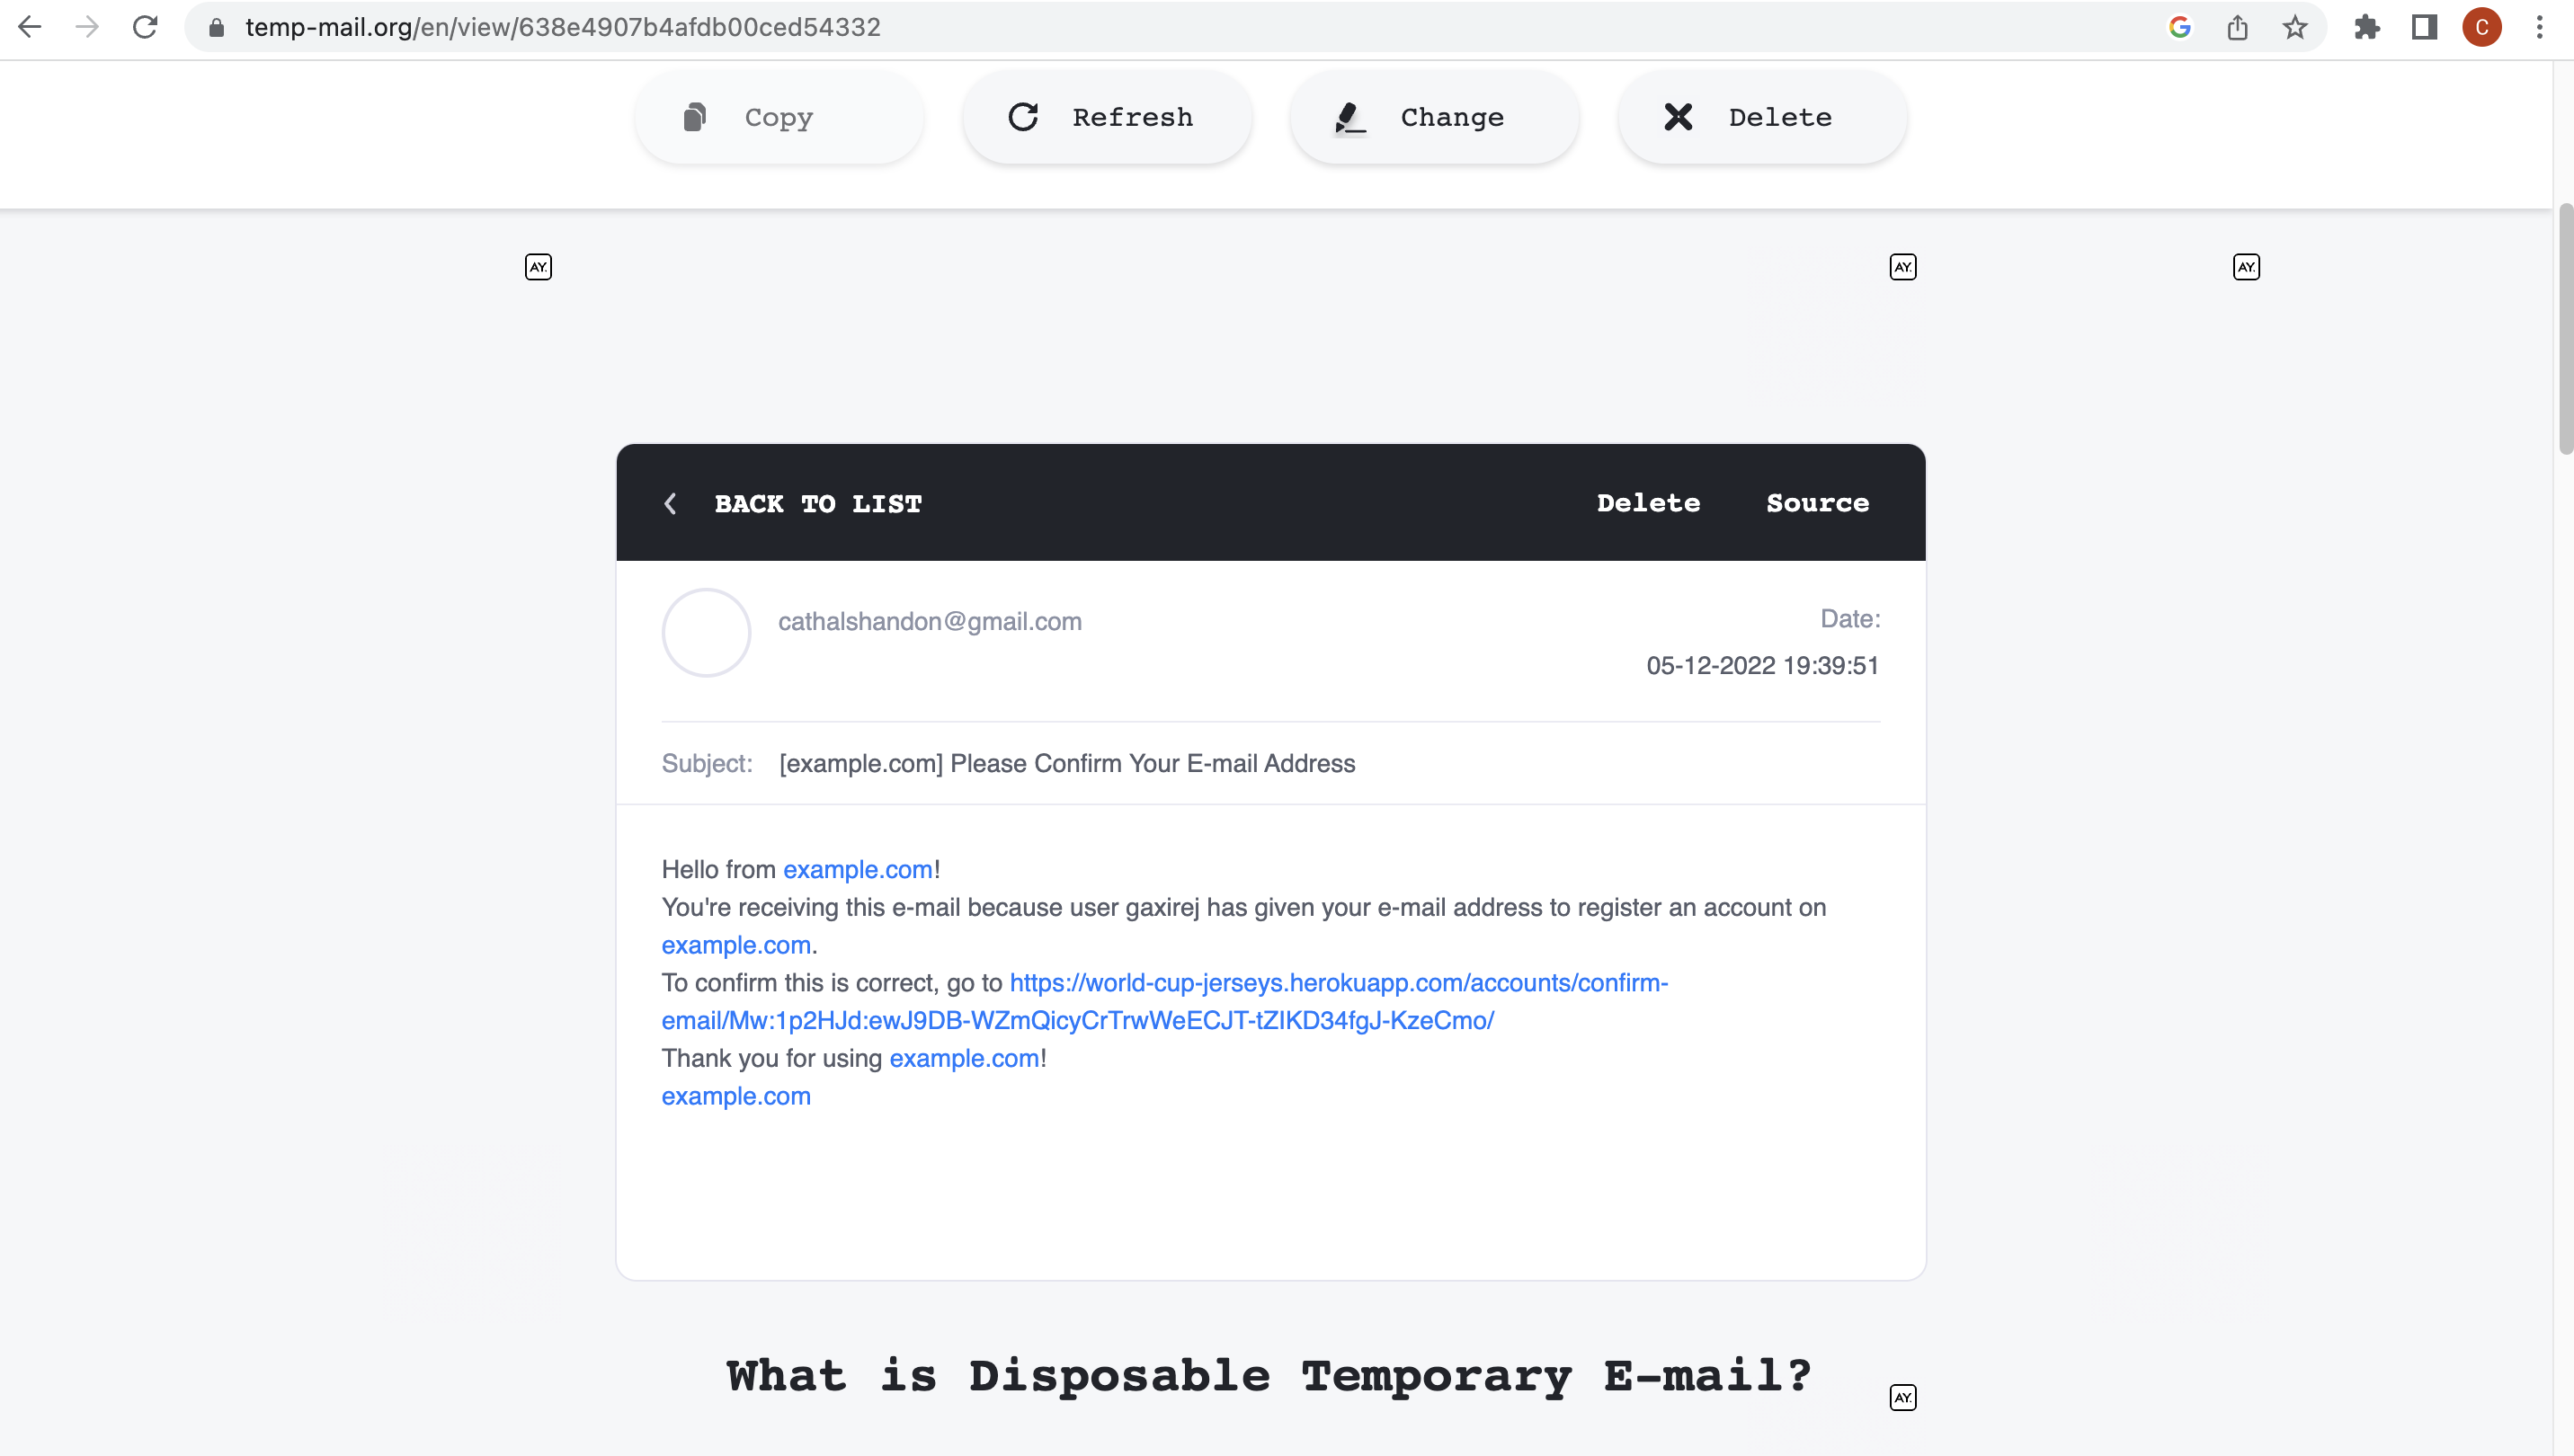 temp-mail.org/en/view/638e4907b4afdb00ced54332
C
Copy
Refresh
Change
Delete
AY.
AY.
AY.
BACK TO LIST
Delete
Source
cathalshandon@gmail.com
Date:
05-12-2022 19:39:51
Subject: [example.com] Please Confirm Your E-mail Address
Hello from example.com!
You're receiving this e-mail because user gaxirej has given your e-mail address to register an account on
example.com.
To confirm this is correct, go to https://world-cup-jerseys.herokuapp.com/accounts/confirm-
email/Mw:1p2HJd:ewJ9DB-WZmQicyCrTrwWeECJT-tZIKD34fgJ-KzeCmo/
Thank you for using example.com!
example.com
What is Disposable Temporary E-mail?
AY.